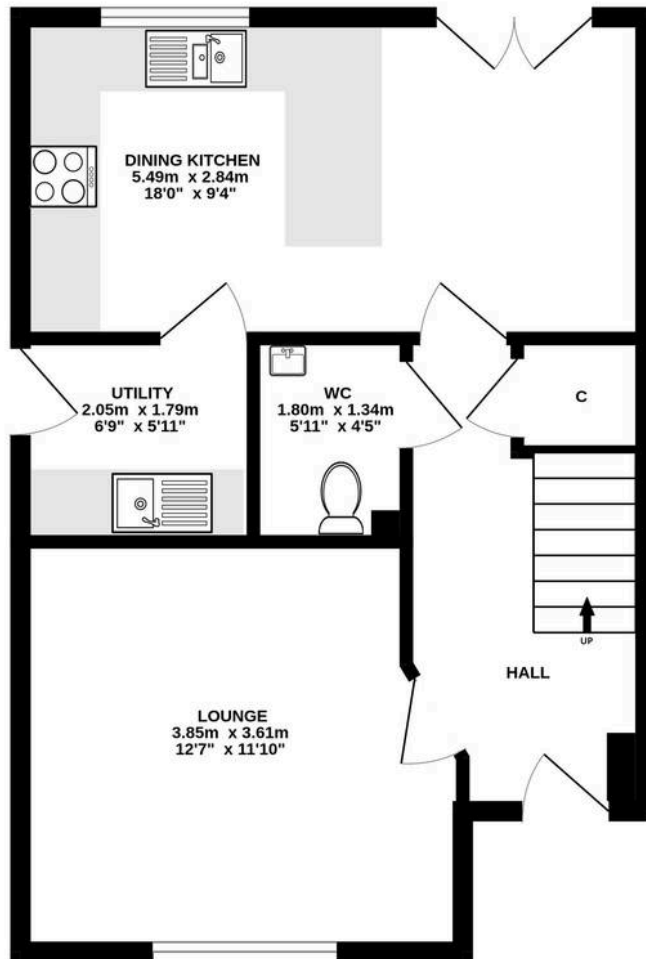 DINING KITCHEN
5.49m x 2.84m
18'0" x 9'4"
UTILITY
2.05m x 1.79m
6'9" x 5'11"
WC
1.80m x 1.34m
5'11" x 4'5"
C
UP
HALL
LOUNGE
3.85m x 3.61m
12'7" x 11'10"